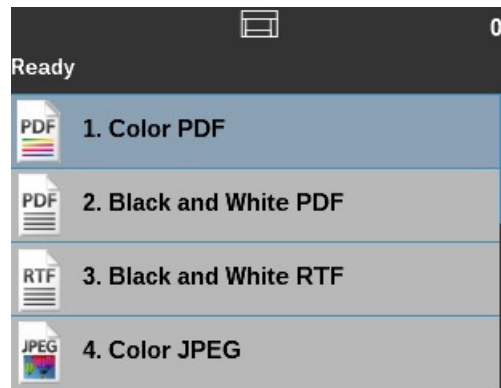 0
Ready
PDF
1. Color PDF
PDF
2. Black and White PDF
RTF
3. Black and White RTF
JPEG
4. Color JPEG